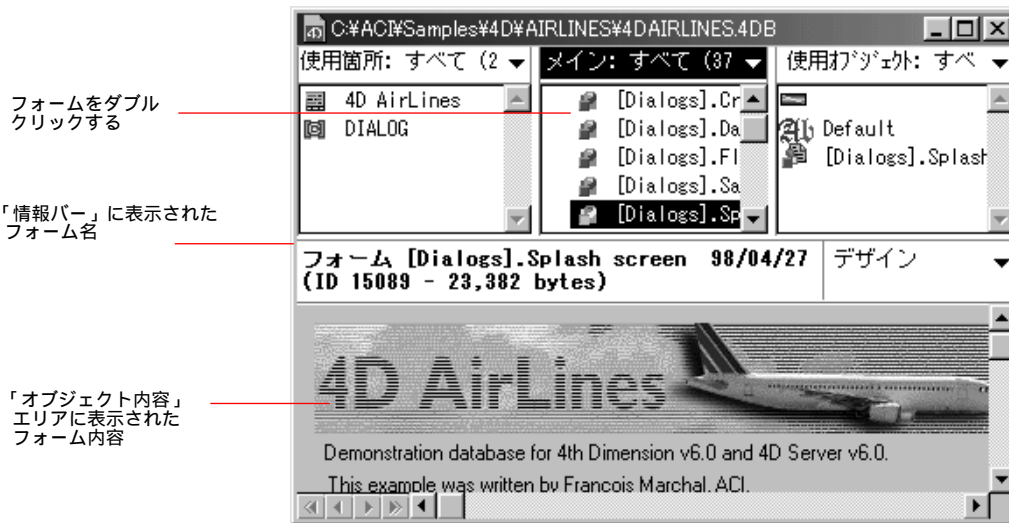 C:¥ACI¥Samples¥4D¥AIRLINES¥4DAIRLINES.4DB
使用箇所: すべて (2
メイン: すべて (37
使用ｵﾌﾞｼﾞｪｸﾄ: すべ
フォームをダブル
クリックする
4D AirLines
DIALOG
[Dialogs].Cr
[Dialogs].Da
[Dialogs].Fl
[Dialogs].Sa
[Dialogs].Sp
Default
[Dialogs].Splash
「情報バー」に表示された
フォーム名
フォーム [Dialogs].Splash screen 98/04/27
(ID 15089 - 23,382 bytes)
デザイン
「オブジェクト内容」
エリアに表示された
フォーム内容
4D AirLines
Demonstration database for 4th Dimension v6.0 and 4D Server v6.0.
This example was written by Francois Marchal, ACI.